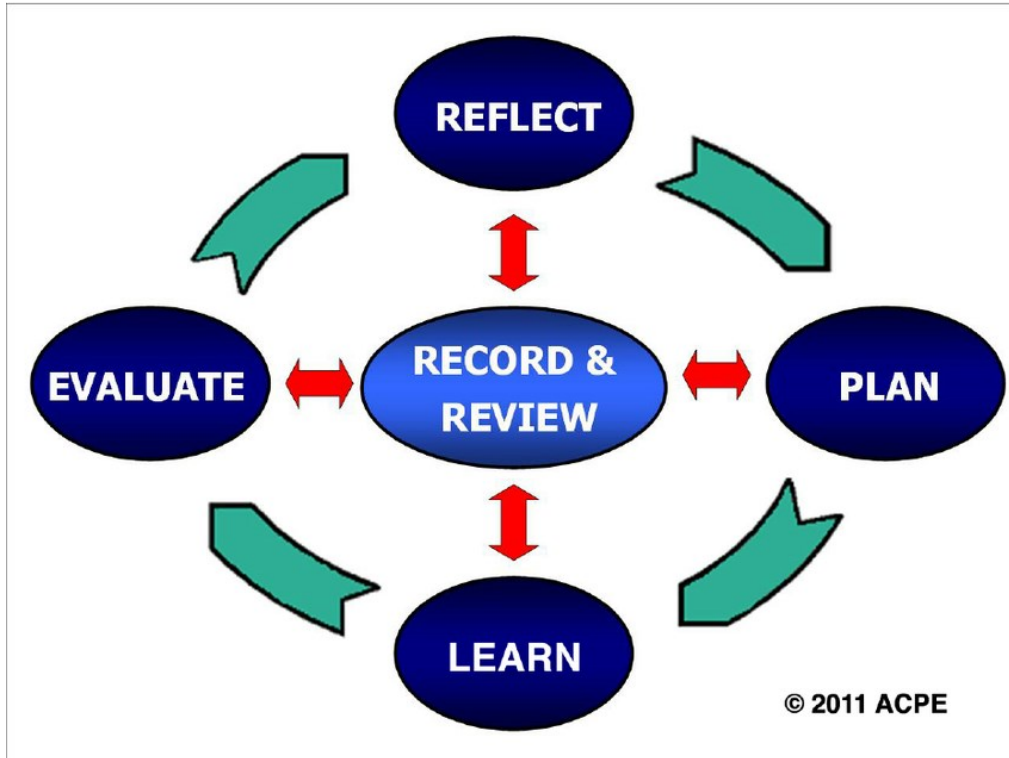 REFLECT
EVALUATE
RECORD &
REVIEW
PLAN
LEARN
© 2011 ACPE